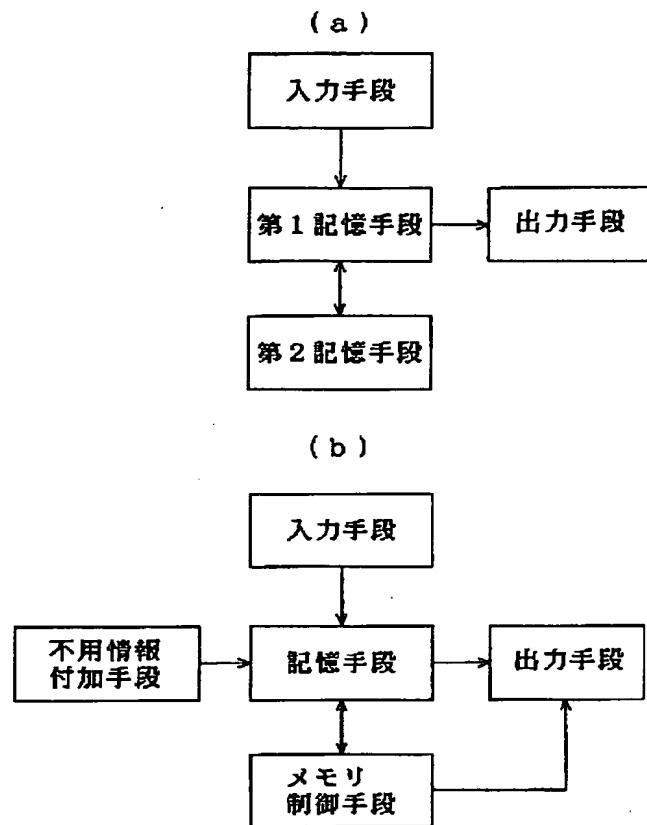 (a)
入力手段
第1記憶手段
出力手段
第2記憶手段
(b)
入力手段
不用情報
付加手段
記憶手段
出力手段
メモリ
制御手段